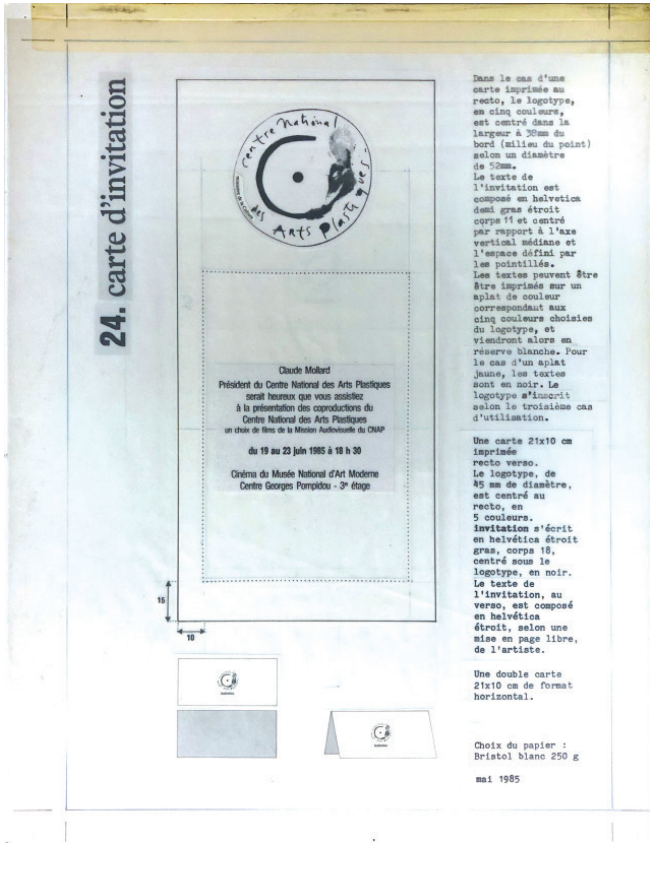 24. carte d'invitation
centre national
des Arts Plastiques
Claude Mollard
Président du Centre National des Arts Plastiques
serait heureux que vous assistiez
à la présentation des coproductions du
Centre National des Arts Plastiques
un choix de films de la Mission Audiovisuelle du CNAP
du 19 au 23 juin 1985 à 18 h 30
Cinéma du Musée National d'Art Moderne
Centre Georges Pompidou - 3e étage
15
10
Dans le cas d'une
carte imprimée au
recto, le logotype,
en cinq couleurs,
est centré dans la
largeur à 38mm du
bord (milieu du point)
selon un diamètre
de 52mm.
Le texte de
l'invitation est
composé en helvetica
demi gras étroit
corps 11 et centré
par rapport à l'axe
vertical médiane et
l'espace défini par
les pointillés.
Les textes peuvent être
être imprimés sur un
aplat de couleur
correspondant aux
cinq couleurs choisies
du logotype, et
viendront alors en
réserve blanche. Pour
le cas d'un aplat
jaune, les textes
sont en noir. Le
logotype s'inscrit
selon le troisième cas
d'utilisation.
Une carte 21x10 cm
imprimée
recto verso.
Le logotype, de
45 mm de diamètre,
est centré au
recto, en
5 couleurs.
invitation s'écrit
en helvética étroit
gras, corps 18,
centré sous le
logotype, en noir.
Le texte de
l'invitation, au
verso, est composé
en helvética
étroit, selon une
mise en page libre,
de l'artiste.
Une double carte
21x10 cm de format
horizontal.
Choix du papier :
Bristol blanc 250 g
mai 1985